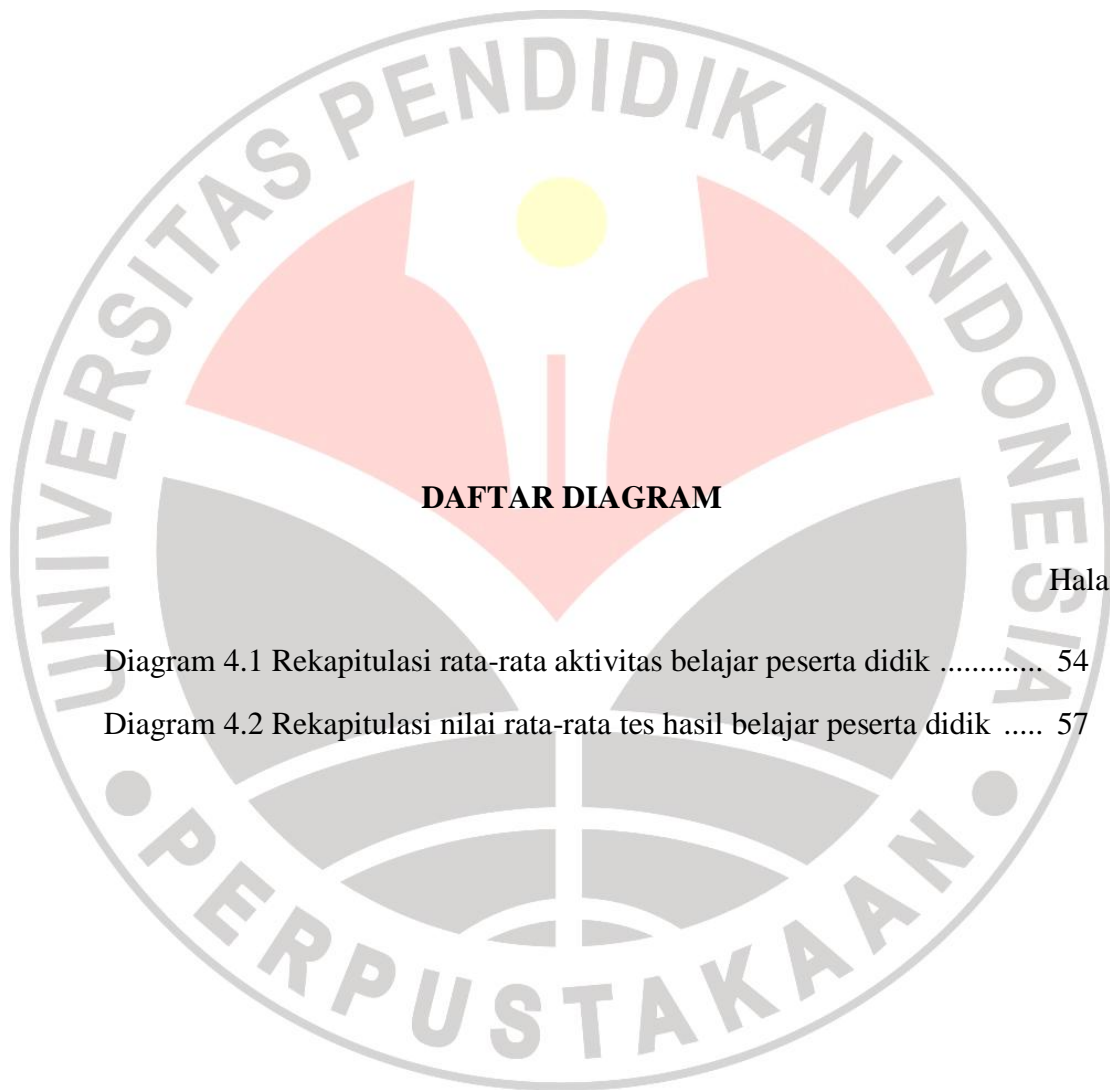 UNIVERSITAS PENDIDIKAN INDONESIA
DAFTAR DIAGRAM
Hala
Diagram 4.1 Rekapitulasi rata-rata aktivitas belajar peserta didik ............. 54
Diagram 4.2 Rekapitulasi nilai rata-rata tes hasil belajar peserta didik ..... 57
PERPUSTAKAAN